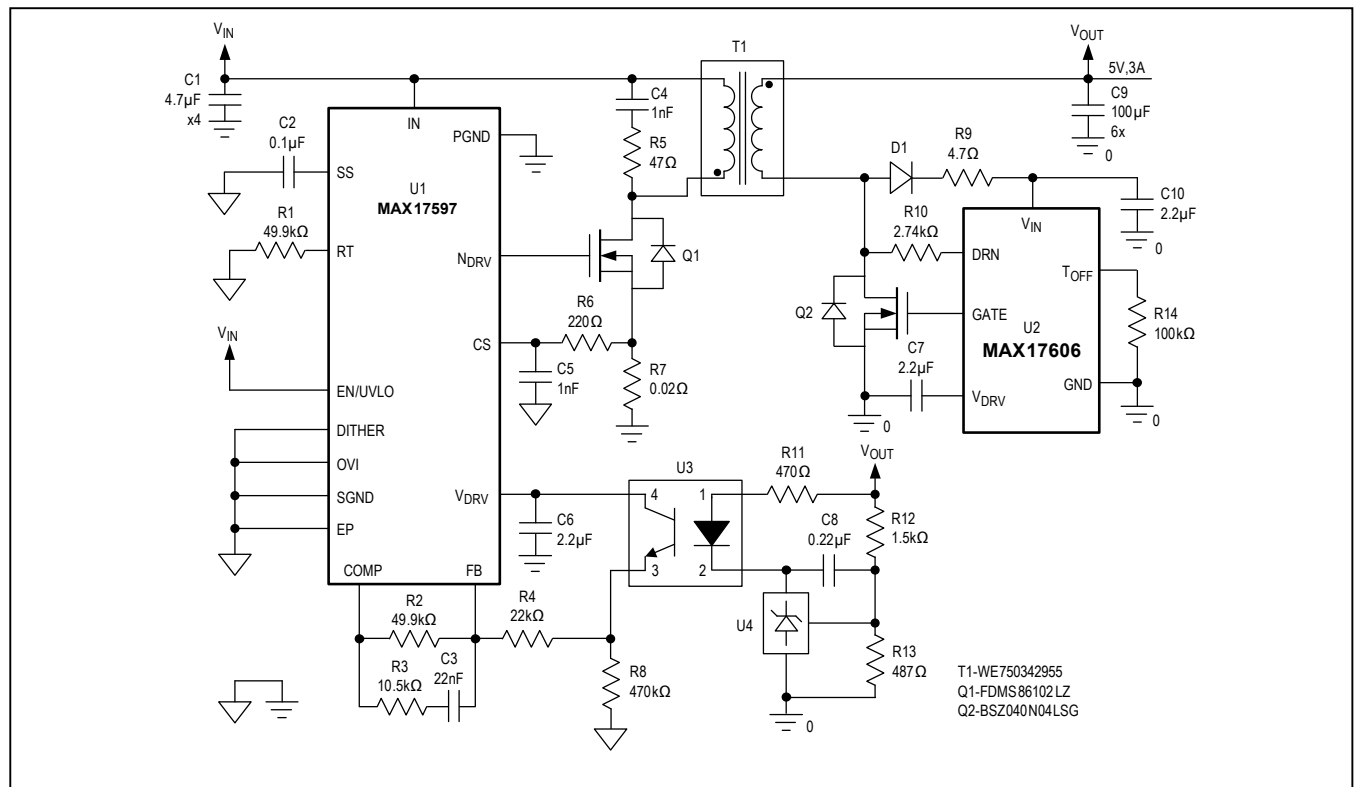 VIN
C1
4.7µF
x4
C2
0.1µF
SS
R1
49.9kΩ
RT
VIN
EN/UVLO
DITHER
OVI
SGND
EP
IN
PGND
U1
MAX17597
NDRV
CS
VDRV
COMP
FB
C4
1nF
R5
47Ω
Q1
R6
220Ω
C5
1nF
R7
0.02Ω
C6
2.2µF
R2
49.9kΩ
R3
10.5kΩ
C3
22nF
R4
22kΩ
R8
470kΩ
T1
VOUT
5V,3A
C9
100µF
6x
0
D1
R9
4.7Ω
C10
2.2µF
0
R10
2.74kΩ
VIN
DRN
TOFF
GATE
U2
MAX17606
GND
VDRV
R14
100kΩ
0
Q2
C7
2.2µF
0
U3
4
1
3
2
R11
470Ω
VOUT
C8
0.22µF
R12
1.5kΩ
U4
R13
487Ω
0
T1-WE750342955
Q1-FDMS86102LZ
Q2-BSZ040N04LSG